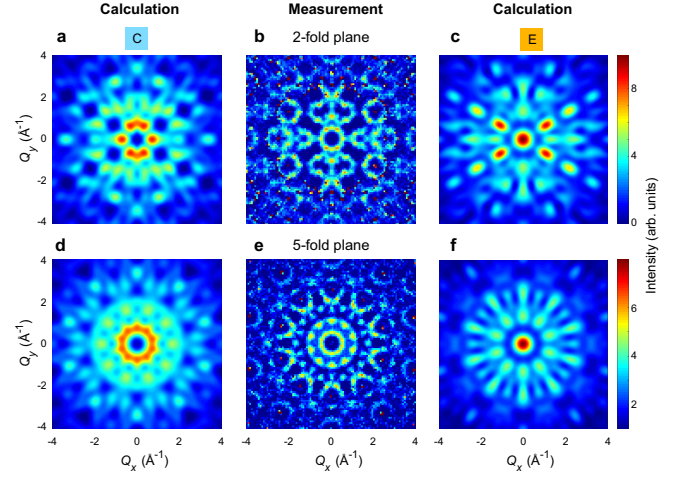 Calculation Measurement Calculation
a C b 2-fold plane c E
4
2
0
-2
-4
Qy (Å-1)
8
4
0
d e 5-fold plane f
4
2
0
-2
-4
Qy (Å-1)
6
4
2
Intensity (arb. units)
-4 -2 0 2 4 -4 -2 0 2 4 -4 -2 0 2 4
Qx (Å-1) Qx (Å-1) Qx (Å-1)